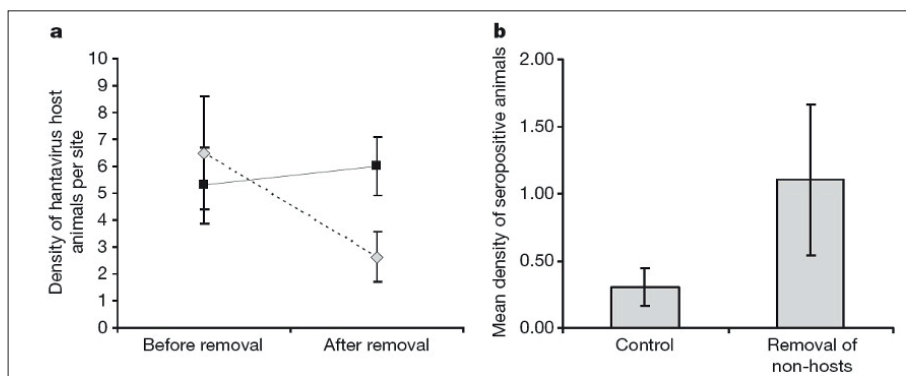 a
10
9
8
7
6
5
4
3
2
1
0
Density of hantavirus host
animals per site
Before removal
After removal
b
2.00
1.50
1.00
0.50
0.00
Mean density of seropositive animals
Control
Removal of
non-hosts